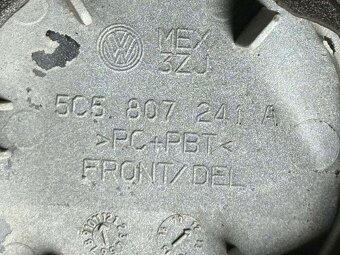 MEX
3ZJ
5C5 807 241 A
>PC+PBT<
FRONT/DEL